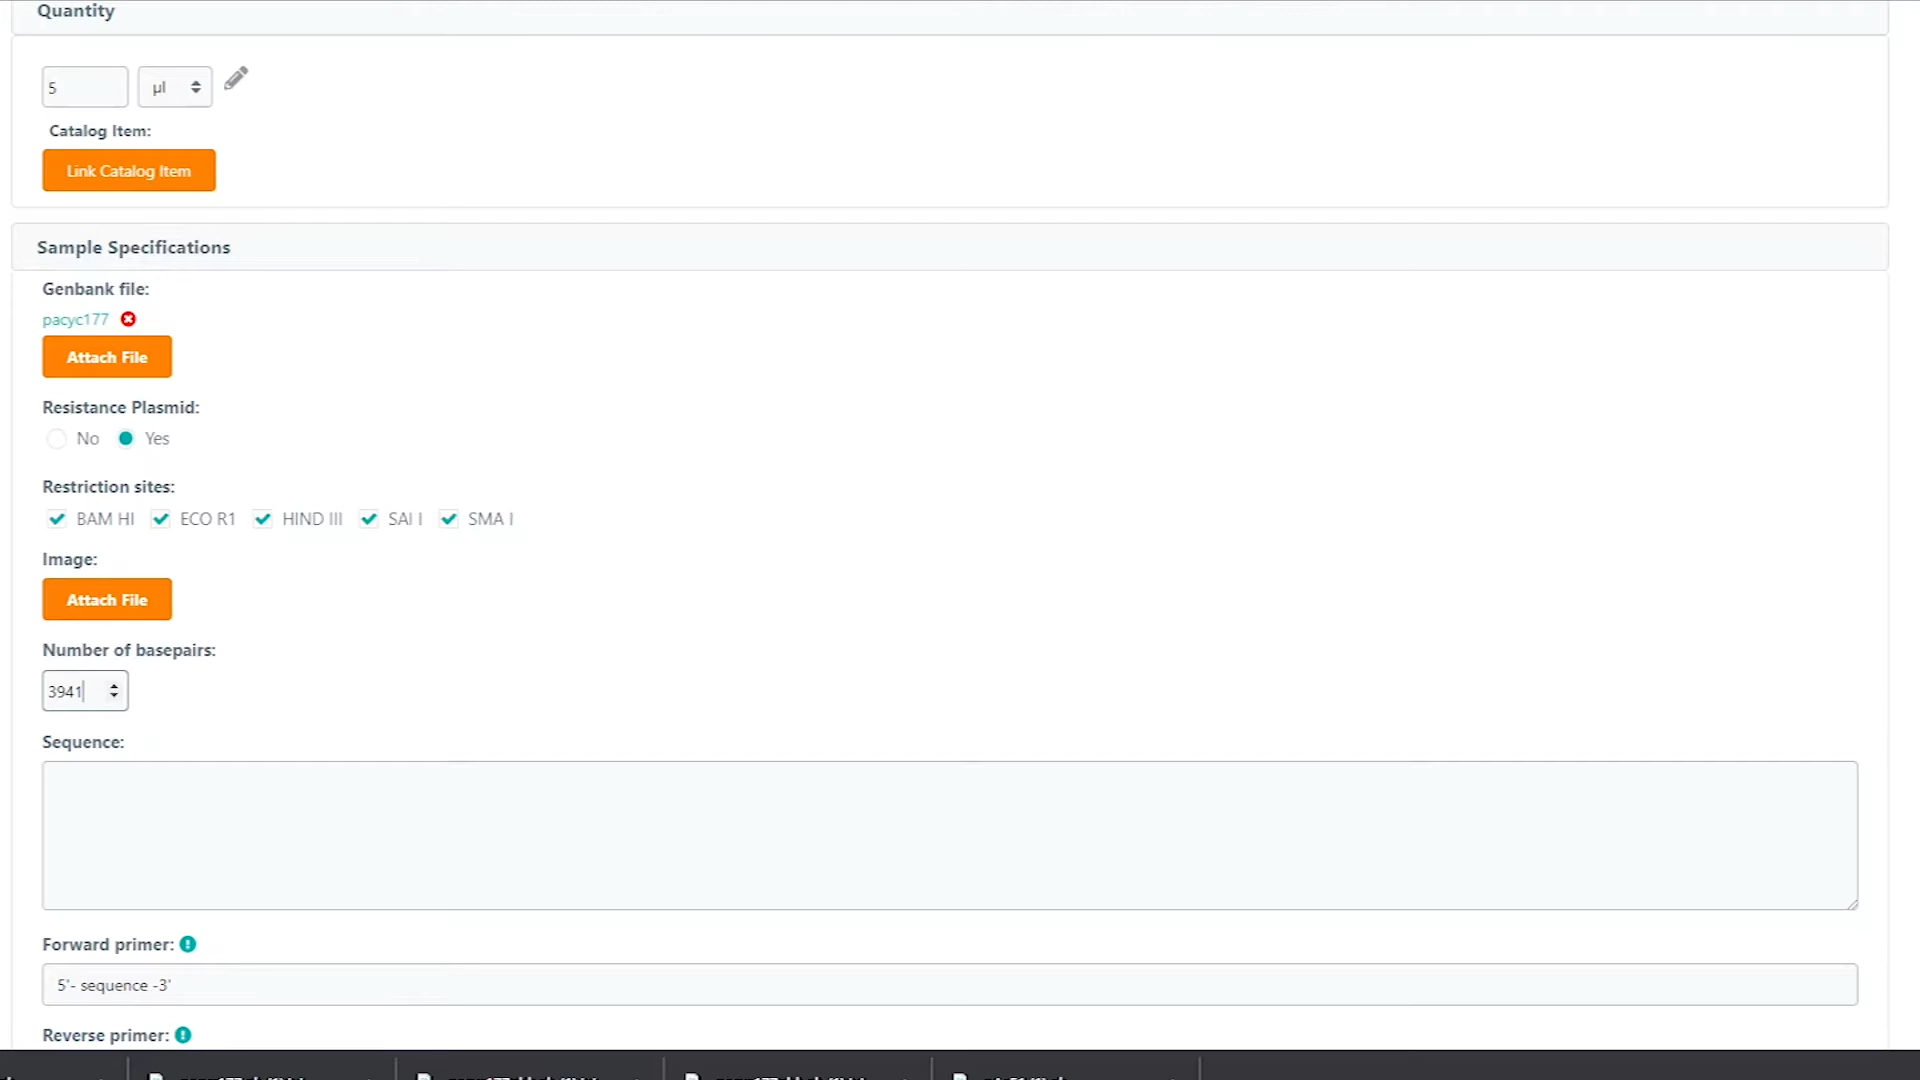 Quantity
5 µl
Catalog Item:
Link Catalog Item
Sample Specifications
Genbank file:
pacyc177
Attach File
Resistance Plasmid:
No Yes
Restriction sites:
BAM HI ECO R1 HIND III SAI I SMA I
Image:
Attach File
Number of basepairs:
3941
Sequence:
Forward primer:
5'- sequence -3'
Reverse primer: